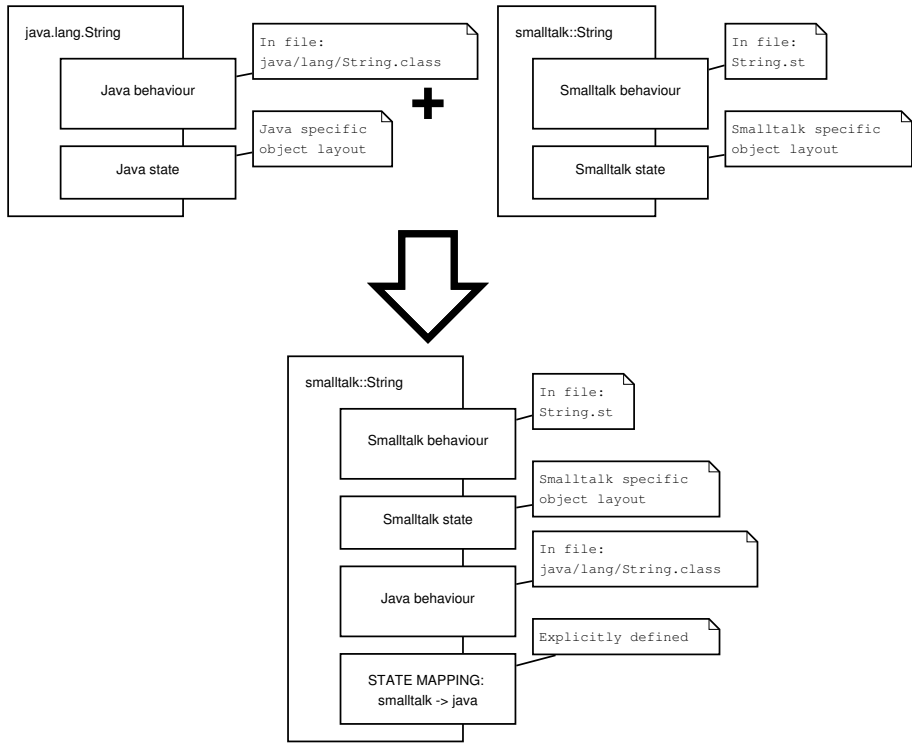 java.lang.String
In file:
java/lang/String.class
Java behaviour
Java specific
object layout
Java state
+
smalltalk::String
In file:
String.st
Smalltalk behaviour
Smalltalk specific
object layout
Smalltalk state
smalltalk::String
In file:
String.st
Smalltalk behaviour
Smalltalk specific
object layout
Smalltalk state
In file:
java/lang/String.class
Java behaviour
Explicitly defined
STATE MAPPING:
smalltalk -> java